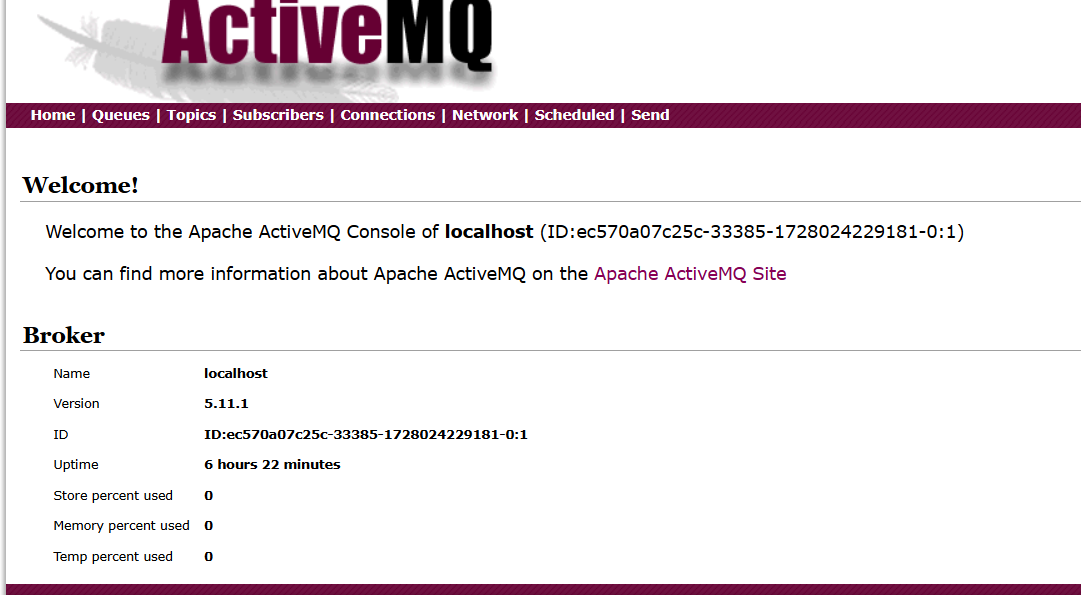 ActiveMQ
Home | Queues | Topics | Subscribers | Connections | Network | Scheduled | Send
Welcome!
Welcome to the Apache ActiveMQ Console of localhost (ID:ec570a07c25c-33385-1728024229181-0:1)
You can find more information about Apache ActiveMQ on the Apache ActiveMQ Site
Broker
Name localhost
Version 5.11.1
ID ID:ec570a07c25c-33385-1728024229181-0:1
Uptime 6 hours 22 minutes
Store percent used 0
Memory percent used 0
Temp percent used 0